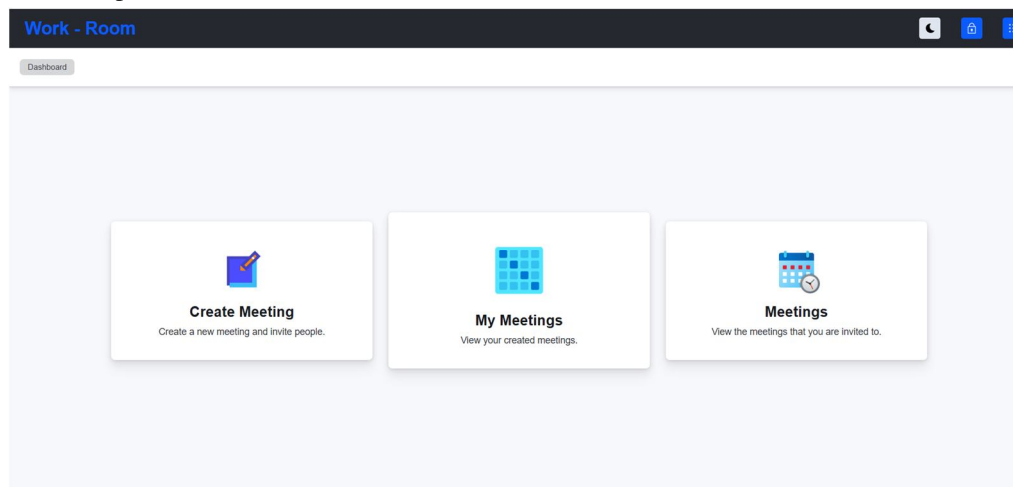 Work - Room
Dashboard
Create Meeting
Create a new meeting and invite people.
My Meetings
View your created meetings.
Meetings
View the meetings that you are invited to.